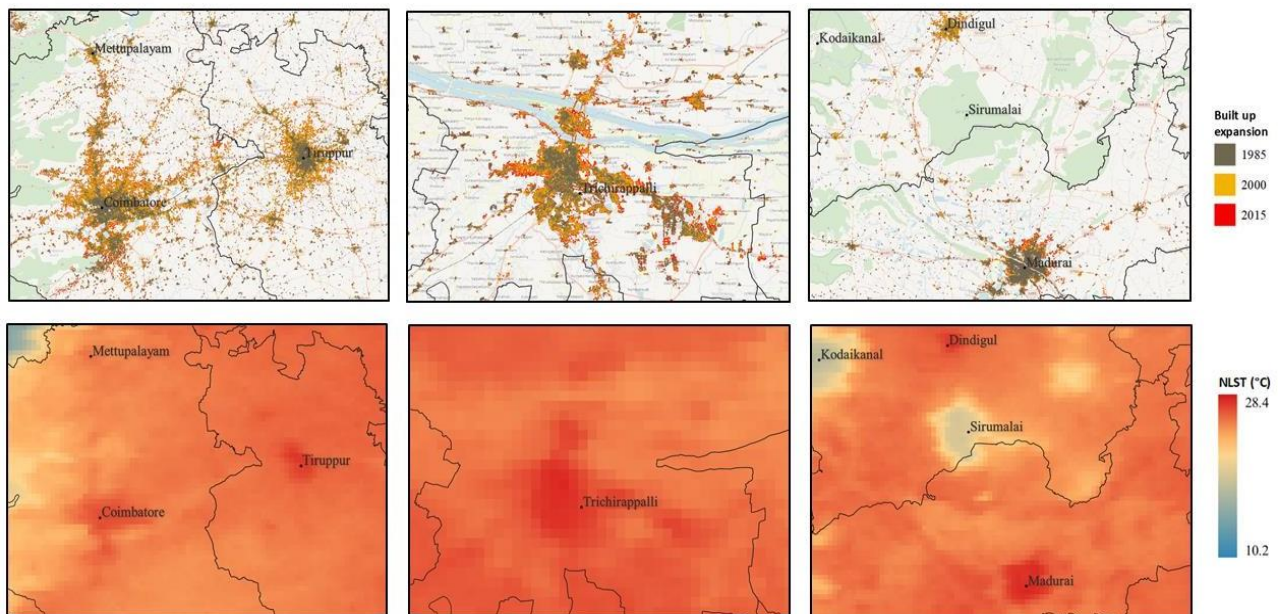 Mettupalayam
Tiruppur
Coimbatore
Trichirappalli
Dindigul
Kodaikanal
Sirumalai
Madurai
Built up
expansion
1985
2000
2015
Mettupalayam
Tiruppur
Coimbatore
Trichirappalli
Dindigul
Kodaikanal
Sirumalai
Madurai
NLST (°C)
28.4
10.2